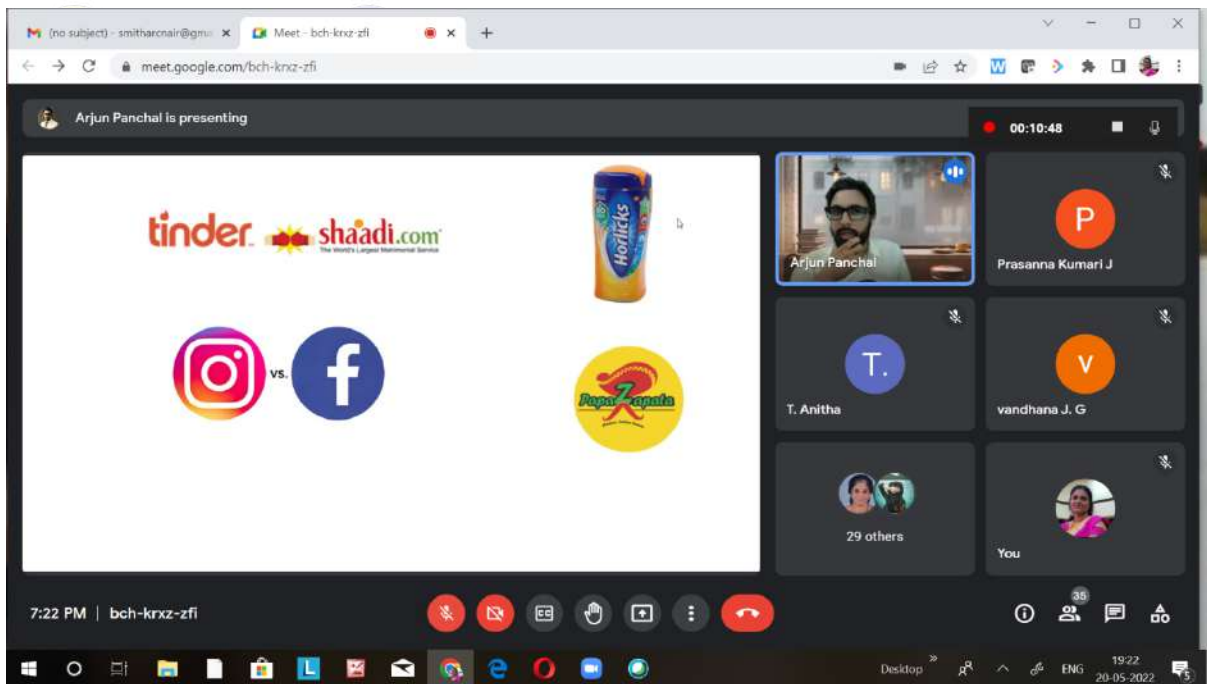 (no subject) - smitharcnair@gma
Meet - bch-krxz-zfi
meet.google.com/bch-krxz-zfi
Arjun Panchal is presenting
00:10:48
tinder
shaadi.com
The World's Largest Matrimonial Service
Horlicks
vs.
PapaZapata
Arjun Panchal
P
Prasanna Kumari J
T.
T. Anitha
V
vandhana J. G
29 others
You
7:22 PM | bch-krxz-zfi
35
Desktop
ENG
19:22
20-05-2022
5